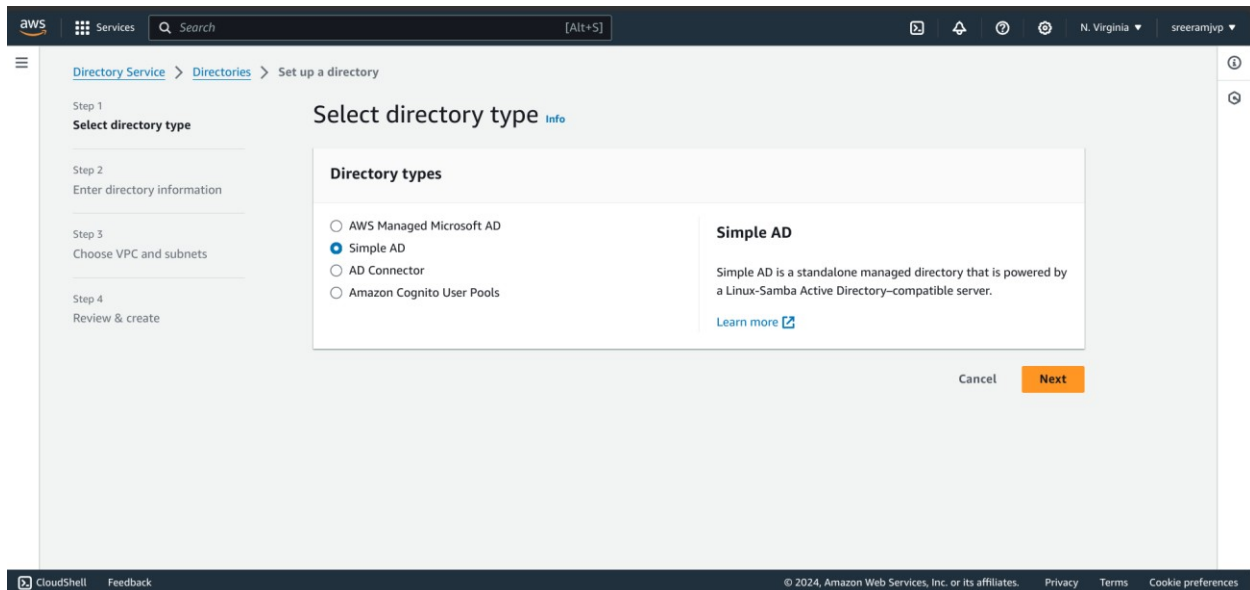 aws
Services
Search
[Alt+S]
N. Virginia ▼
sreeramjvp ▼
Directory Service > Directories > Set up a directory
Step 1
Select directory type
Step 2
Enter directory information
Step 3
Choose VPC and subnets
Step 4
Review & create
Select directory type Info
Directory types
AWS Managed Microsoft AD
Simple AD
AD Connector
Amazon Cognito User Pools
Simple AD
Simple AD is a standalone managed directory that is powered by
a Linux-Samba Active Directory–compatible server.
Learn more
Cancel
Next
CloudShell
Feedback
© 2024, Amazon Web Services, Inc. or its affiliates.
Privacy
Terms
Cookie preferences